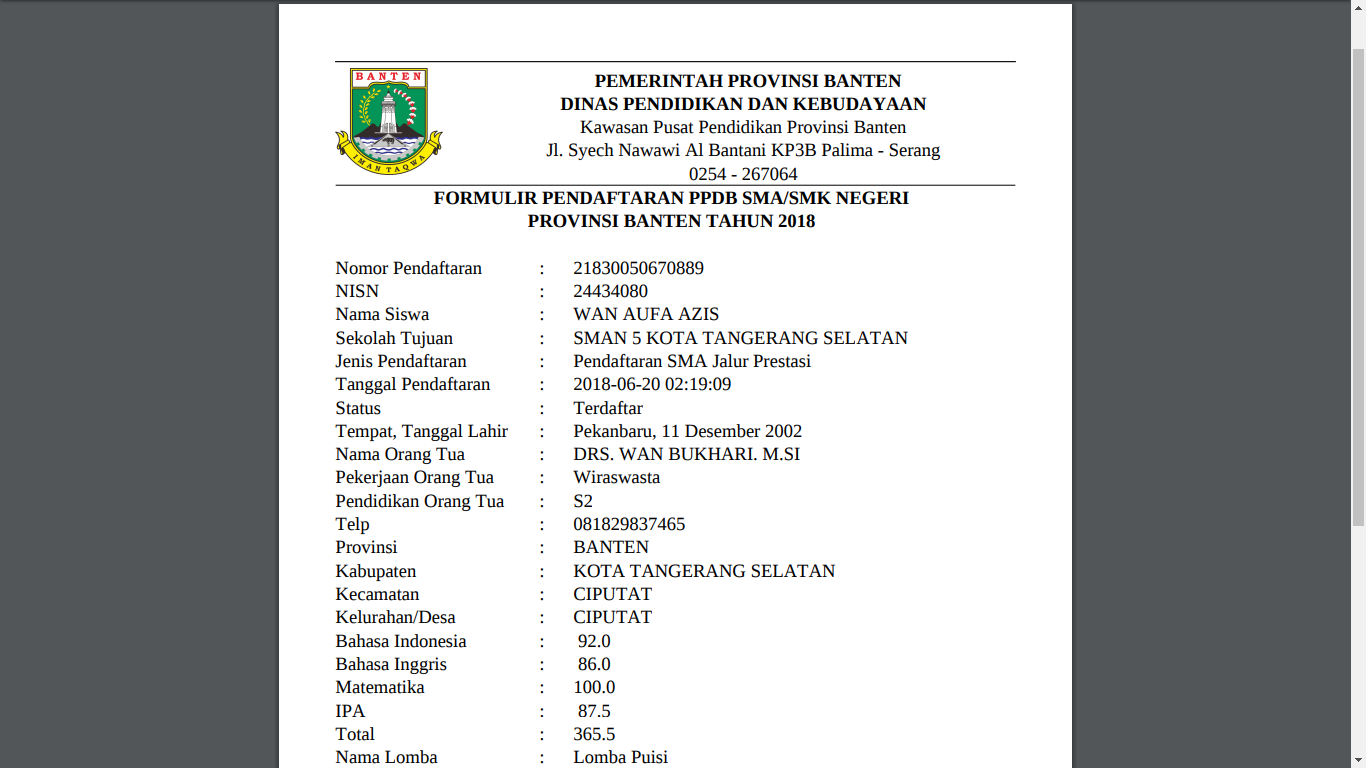 BANTEN
IMAN TAQWA
PEMERINTAH PROVINSI BANTEN
DINAS PENDIDIKAN DAN KEBUDAYAAN
Kawasan Pusat Pendidikan Provinsi Banten
Jl. Syech Nawawi Al Bantani KP3B Palima - Serang
0254 - 267064
FORMULIR PENDAFTARAN PPDB SMA/SMK NEGERI
PROVINSI BANTEN TAHUN 2018
Nomor Pendaftaran : 21830050670889
NISN : 24434080
Nama Siswa : WAN AUFA AZIS
Sekolah Tujuan : SMAN 5 KOTA TANGERANG SELATAN
Jenis Pendaftaran : Pendaftaran SMA Jalur Prestasi
Tanggal Pendaftaran : 2018-06-20 02:19:09
Status : Terdaftar
Tempat, Tanggal Lahir : Pekanbaru, 11 Desember 2002
Nama Orang Tua : DRS. WAN BUKHARI. M.SI
Pekerjaan Orang Tua : Wiraswasta
Pendidikan Orang Tua : S2
Telp : 081829837465
Provinsi : BANTEN
Kabupaten : KOTA TANGERANG SELATAN
Kecamatan : CIPUTAT
Kelurahan/Desa : CIPUTAT
Bahasa Indonesia : 92.0
Bahasa Inggris : 86.0
Matematika : 100.0
IPA : 87.5
Total : 365.5
Nama Lomba : Lomba Puisi